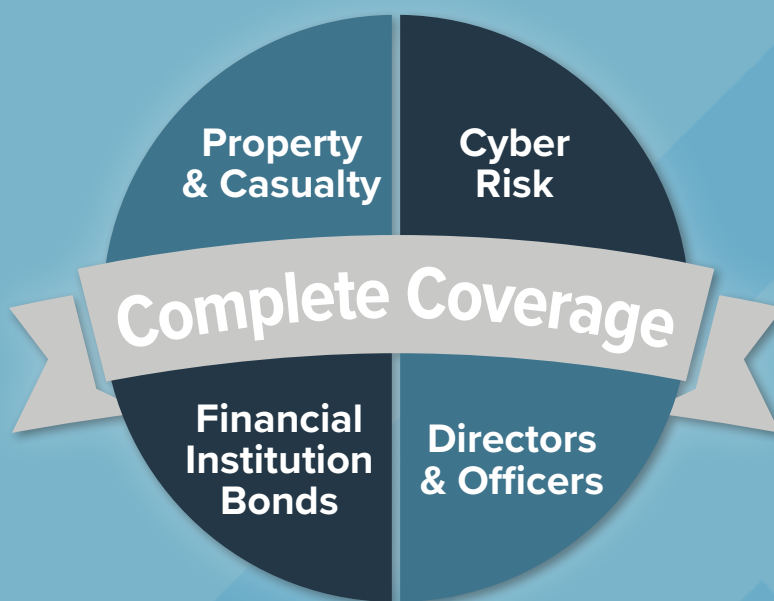 Property
& Casualty
Cyber
Risk
Complete Coverage
Financial
Institution
Bonds
Directors
& Officers